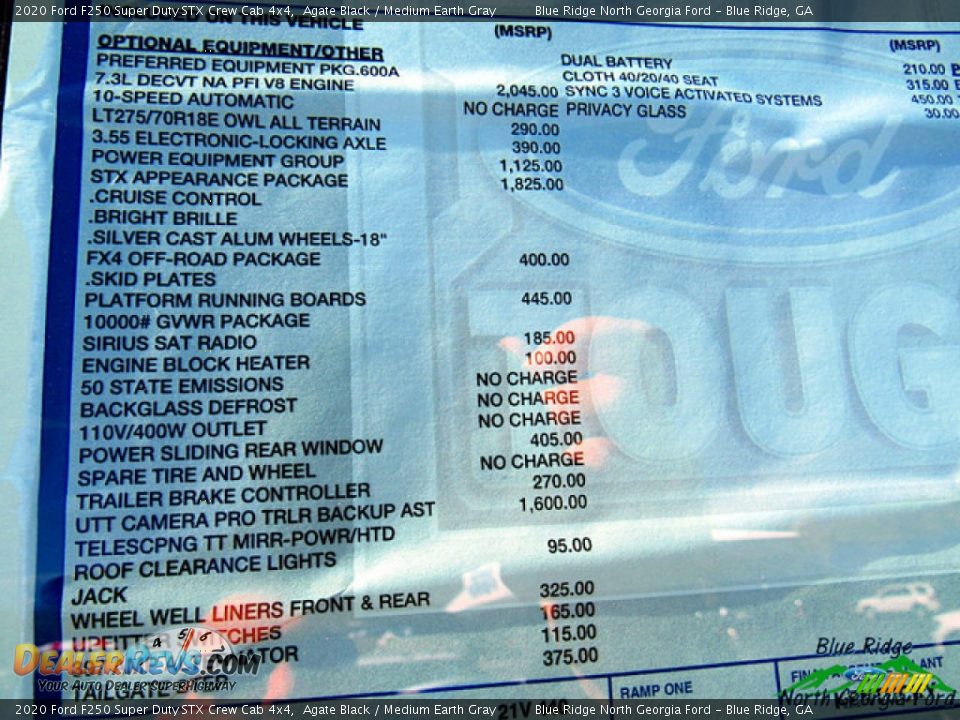 2020 Ford F250 Super Duty STX Crew Cab 4x4, Agate Black / Medium Earth Gray Blue Ridge North Georgia Ford - Blue Ridge, GA
ON THIS VEHICLE
(MSRP)
(MSRP)
OPTIONAL EQUIPMENT/OTHER
PREFERRED EQUIPMENT PKG.600A
7.3L DECVT NA PFI V8 ENGINE 2,045.00
10-SPEED AUTOMATIC NO CHARGE
LT275/70R18E OWL ALL TERRAIN 290.00
3.55 ELECTRONIC-LOCKING AXLE 390.00
POWER EQUIPMENT GROUP 1,125.00
STX APPEARANCE PACKAGE 1,825.00
.CRUISE CONTROL
.BRIGHT BRILLE
.SILVER CAST ALUM WHEELS-18"
FX4 OFF-ROAD PACKAGE 400.00
.SKID PLATES
PLATFORM RUNNING BOARDS 445.00
10000# GVWR PACKAGE
SIRIUS SAT RADIO 185.00
ENGINE BLOCK HEATER 100.00
50 STATE EMISSIONS NO CHARGE
BACKGLASS DEFROST NO CHARGE
110V/400W OUTLET NO CHARGE
POWER SLIDING REAR WINDOW 405.00
SPARE TIRE AND WHEEL NO CHARGE
TRAILER BRAKE CONTROLLER 270.00
UTT CAMERA PRO TRLR BACKUP AST 1,600.00
TELESCPNG TT MIRR-POWR/HTD
ROOF CLEARANCE LIGHTS 95.00
JACK
WHEEL WELL LINERS FRONT & REAR 325.00
165.00
115.00
375.00
TAILGATE STEP
DUAL BATTERY 210.00
CLOTH 40/20/40 SEAT 315.00
SYNC 3 VOICE ACTIVATED SYSTEMS 450.00
PRIVACY GLASS 30.00
Ford
OUG
RAMP ONE
DEALERREVS.COM
Your Auto Dealer SuperHighway
4 5 6
Blue Ridge
North Georgia Ford
2020 Ford F250 Super Duty STX Crew Cab 4x4, Agate Black / Medium Earth Gray Blue Ridge North Georgia Ford - Blue Ridge, GA